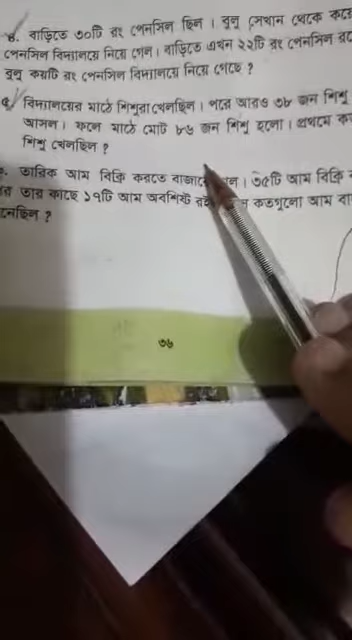 ৪. বাড়িতে ৩০টি রং পেনসিল ছিল। বুলু সেখান থেকে
পেনসিল বিদ্যালয়ে নিয়ে গেল। বাড়িতে এখন ২২টি রং পেনসিল
বুলু কয়টি রং পেনসিল বিদ্যালয়ে নিয়ে গেছে?
৫. বিদ্যালয়ের মাঠে শিশুরা খেলছিল। পরে আরও ৩৮ জন শিশু
আসল। ফলে মাঠে মোট ৮৬ জন শিশু হলো। প্রথমে
শিশু খেলছিল?
তারিক আম বিক্রি করতে বাজারে ৩৫টি আম বিক্রি
তার কাছে ১৭টি আম অবশিষ্ট কতগুলো আম
৩৬